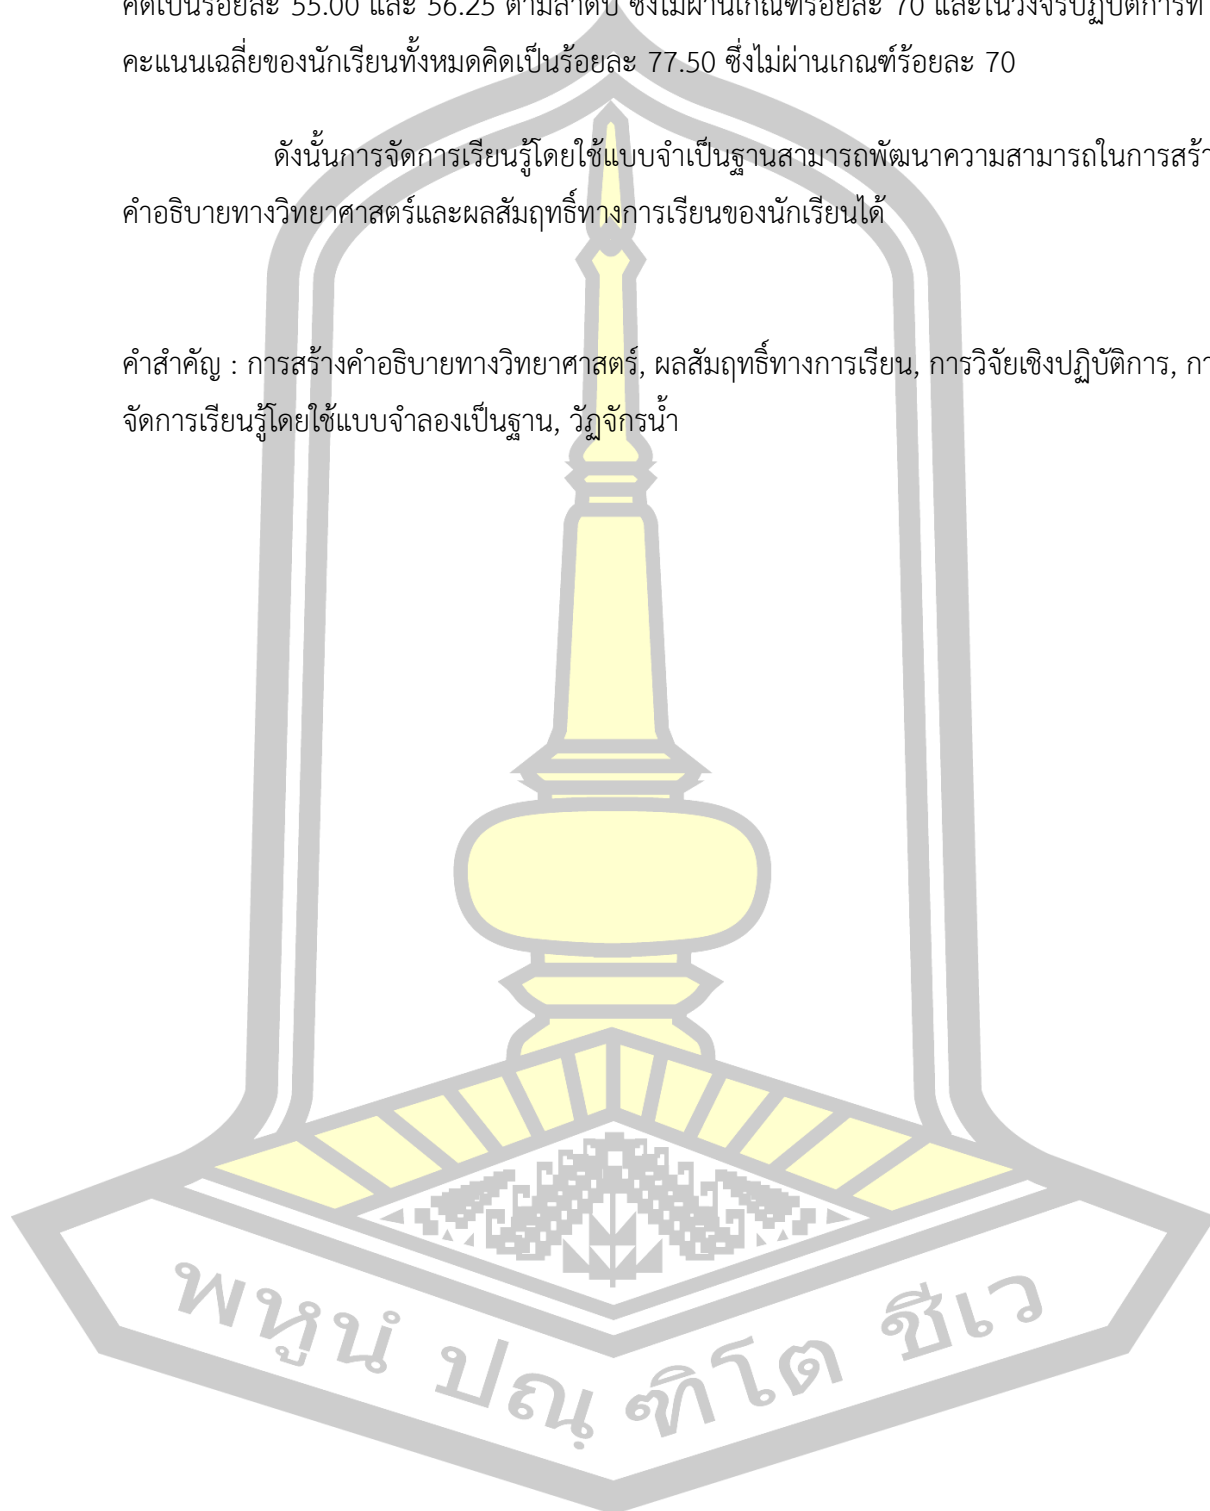 คิดเป็นร้อยละ 55.00 และ 56.25 ตามลำดับ ซึ่งไม่ผ่านเกณฑ์ร้อยละ 70 และในวงจรปฏิบัติการที่
คะแนนเฉลี่ยของนักเรียนทั้งหมดคิดเป็นร้อยละ 77.50 ซึ่งไม่ผ่านเกณฑ์ร้อยละ 70
ดังนั้นการจัดการเรียนรู้โดยใช้แบบจำเป็นฐานสามารถพัฒนาความสามารถในการสร้า
คำอธิบายทางวิทยาศาสตร์และผลสัมฤทธิ์ทางการเรียนของนักเรียนได้
คำสำคัญ : การสร้างคำอธิบายทางวิทยาศาสตร์, ผลสัมฤทธิ์ทางการเรียน, การวิจัยเชิงปฏิบัติการ, กา
จัดการเรียนรู้โดยใช้แบบจำลองเป็นฐาน, วัฏจักรน้ำ
พหูนํ ปณฺฑิโต ชีเว